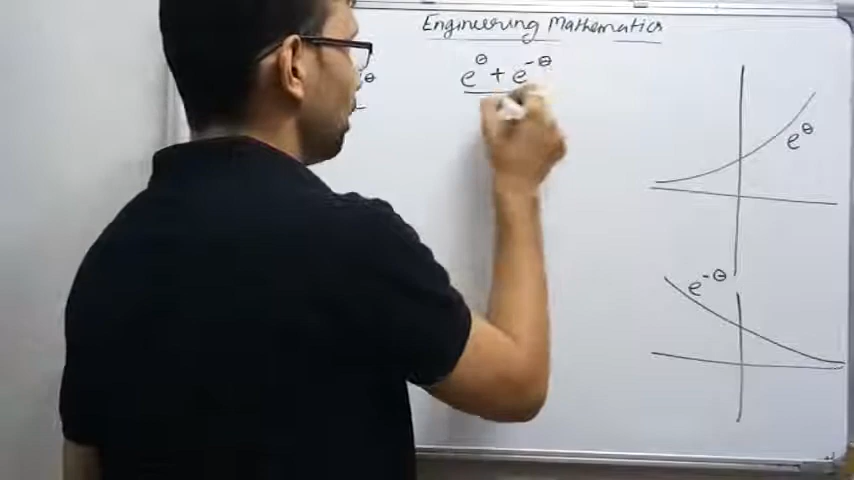 Engineering Mathematics
e^θ + e^-θ
e^θ
e^-θ